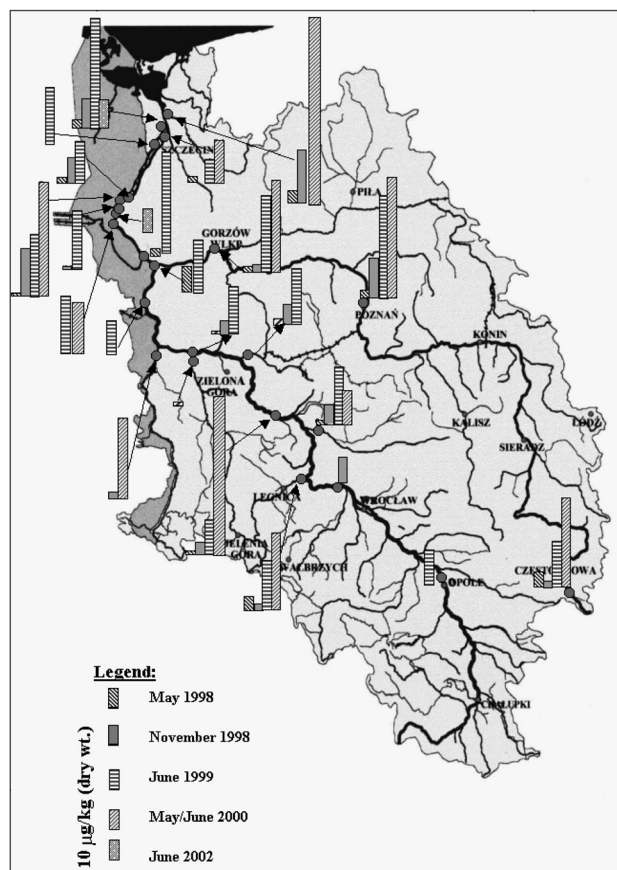 SZCZECIN
PIŁA
GORZÓW
WLKP.
POZNAŃ
KONIN
ZIELONA
GÓRA
KALISZ
ŁÓDŹ
SIERADZ
LEGNICA
WROCŁAW
GÓRA
WAŁBRZYCH
OPOLE
CHAŁUPKI
Legend:
May 1998
November 1998
June 1999
May/June 2000
June 2002
10 µg/kg (dry wt.)